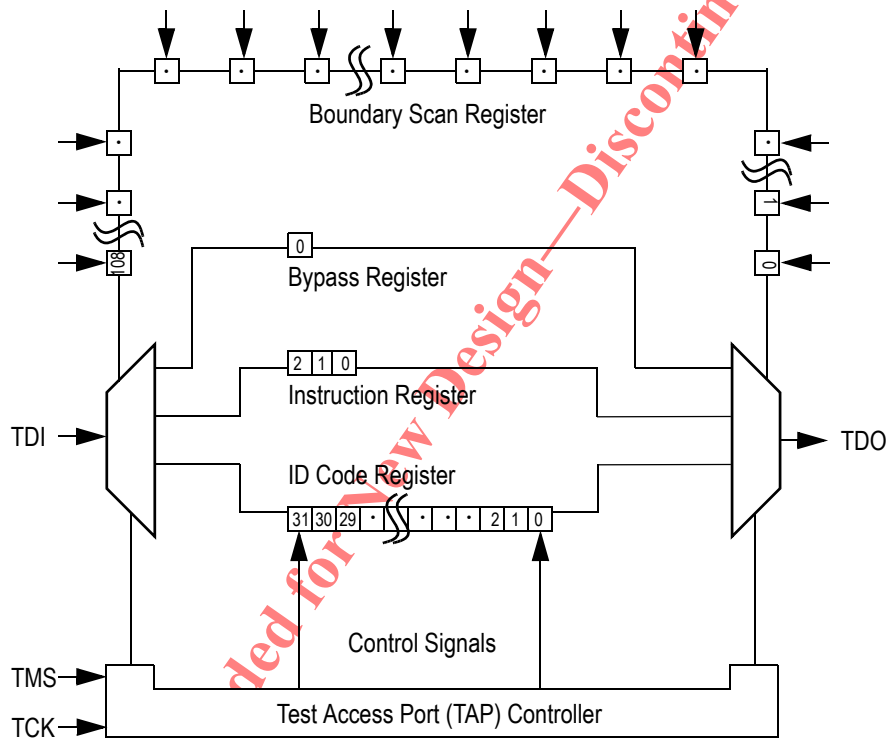 Boundary Scan Register
1
108
0
0
Bypass Register
2 1 0
Instruction Register
TDI
TDO
ID Code Register
31 30 29 · · · · 2 1 0
Control Signals
TMS
Test Access Port (TAP) Controller
TCK
ded for New Design—Discontin